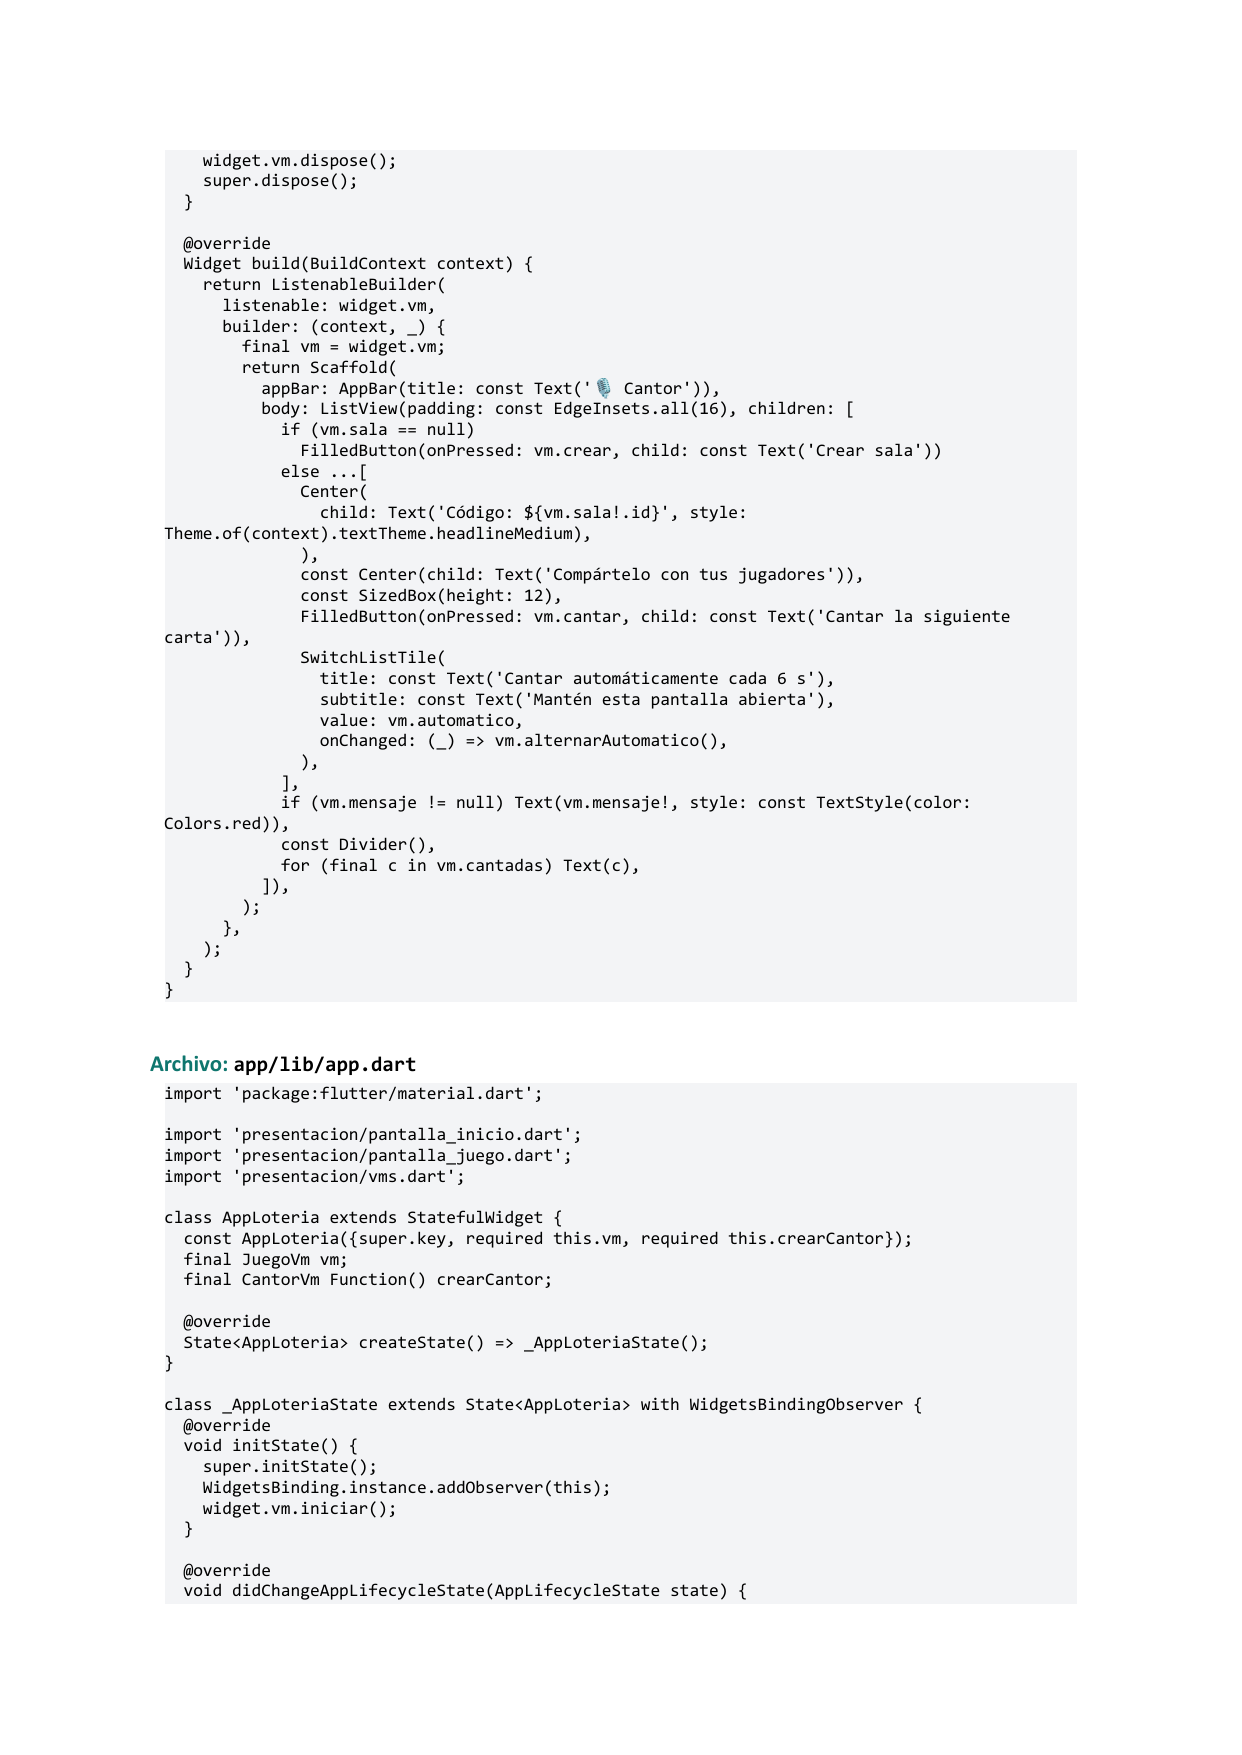 widget.vm.dispose();
    super.dispose();
  }

  @override
  Widget build(BuildContext context) {
    return ListenableBuilder(
      listenable: widget.vm,
      builder: (context, _) {
        final vm = widget.vm;
        return Scaffold(
          appBar: AppBar(title: const Text('🎙️ Cantor')),
          body: ListView(padding: const EdgeInsets.all(16), children: [
            if (vm.sala == null)
              FilledButton(onPressed: vm.crear, child: const Text('Crear sala'))
            else ...[
              Center(
                child: Text('Código: ${vm.sala!.id}', style:
Theme.of(context).textTheme.headlineMedium),
              ),
              const Center(child: Text('Compártelo con tus jugadores')),
              const SizedBox(height: 12),
              FilledButton(onPressed: vm.cantar, child: const Text('Cantar la siguiente
carta')),
              SwitchListTile(
                title: const Text('Cantar automáticamente cada 6 s'),
                subtitle: const Text('Mantén esta pantalla abierta'),
                value: vm.automatico,
                onChanged: (_) => vm.alternarAutomatico(),
              ),
            ],
            if (vm.mensaje != null) Text(vm.mensaje!, style: const TextStyle(color:
Colors.red)),
            const Divider(),
            for (final c in vm.cantadas) Text(c),
          ]),
        );
      },
    );
  }
}

Archivo: app/lib/app.dart
import 'package:flutter/material.dart';

import 'presentacion/pantalla_inicio.dart';
import 'presentacion/pantalla_juego.dart';
import 'presentacion/vms.dart';

class AppLoteria extends StatefulWidget {
  const AppLoteria({super.key, required this.vm, required this.crearCantor});
  final JuegoVm vm;
  final CantorVm Function() crearCantor;

  @override
  State<AppLoteria> createState() => _AppLoteriaState();
}

class _AppLoteriaState extends State<AppLoteria> with WidgetsBindingObserver {
  @override
  void initState() {
    super.initState();
    WidgetsBinding.instance.addObserver(this);
    widget.vm.iniciar();
  }

  @override
  void didChangeAppLifecycleState(AppLifecycleState state) {